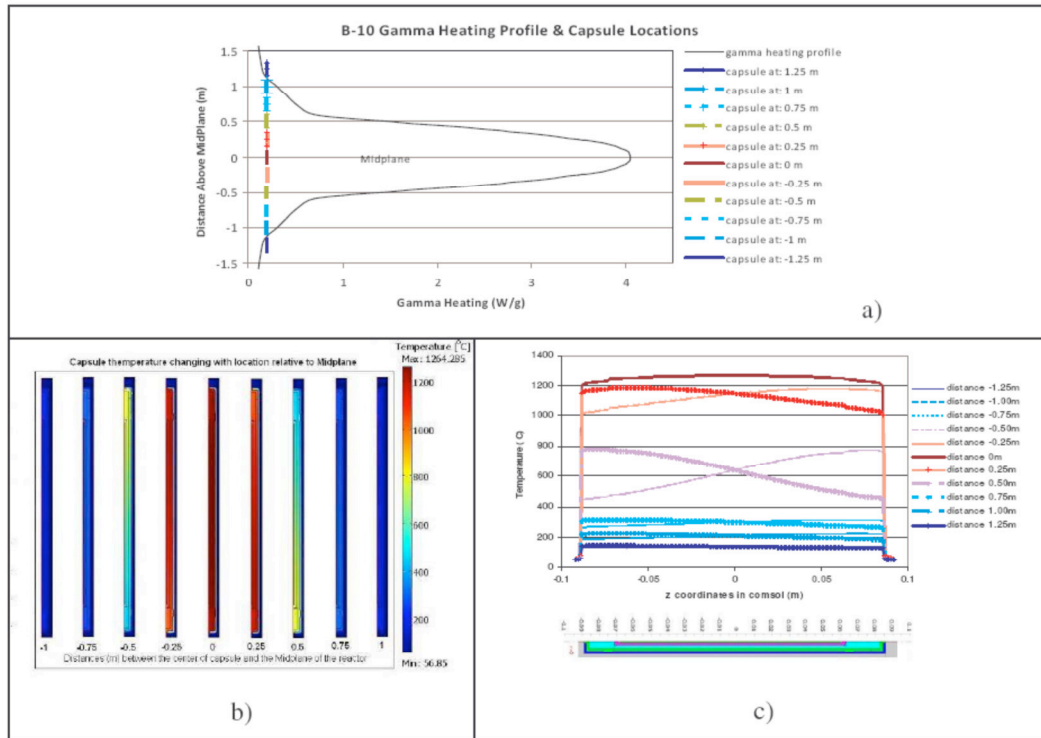 B-10 Gamma Heating Profile & Capsule Locations
1.5
1
0.5
0
-0.5
-1
-1.5
Distance Above MidPlane (m)
Midplane
1
2
3
4
Gamma Heating (W/g)
gamma heating profile
capsule at: 1.25 m
capsule at: 1 m
capsule at: 0.75 m
capsule at: 0.5 m
capsule at: 0.25 m
capsule at: 0 m
capsule at: -0.25 m
capsule at: -0.5 m
capsule at: -0.75 m
capsule at: -1 m
capsule at: -1.25 m
a)
Capsule themperature changing with location relative to Midplane
Temperature [°C]
Max: 1264.285
1200
1000
800
600
400
200
Min: 56.85
-1 -0.75 -0.5 -0.25 0 0.25 0.5 0.75 1
Distances (m) between the center of capsule and the Midplane of the reactor
b)
1400
1200
1000
800
600
400
200
0
Temperature (C)
-0.1 -0.05 0 0.05 0.1
z coordinates in comsol (m)
distance -1.25m
distance -1.00m
distance -0.75m
distance -0.50m
distance -0.25m
distance 0m
distance 0.25m
distance 0.50m
distance 0.75m
distance 1.00m
distance 1.25m
c)